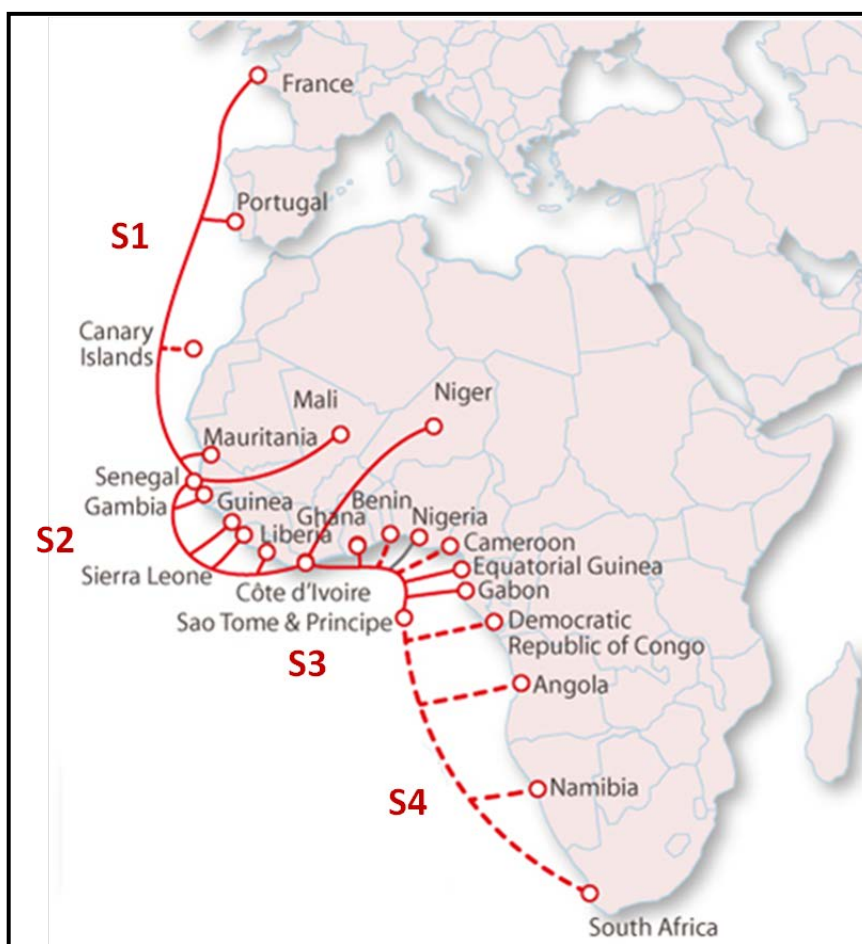 France
Portugal
S1
Canary
Islands
Mali
Niger
Mauritania
Senegal
Gambia
Guinea
Ghana
Benin
Nigeria
S2
Liberia
Cameroon
Sierra Leone
Equatorial Guinea
Côte d'Ivoire
Gabon
Sao Tome & Principe
Democratic
Republic of Congo
S3
Angola
Namibia
S4
South Africa